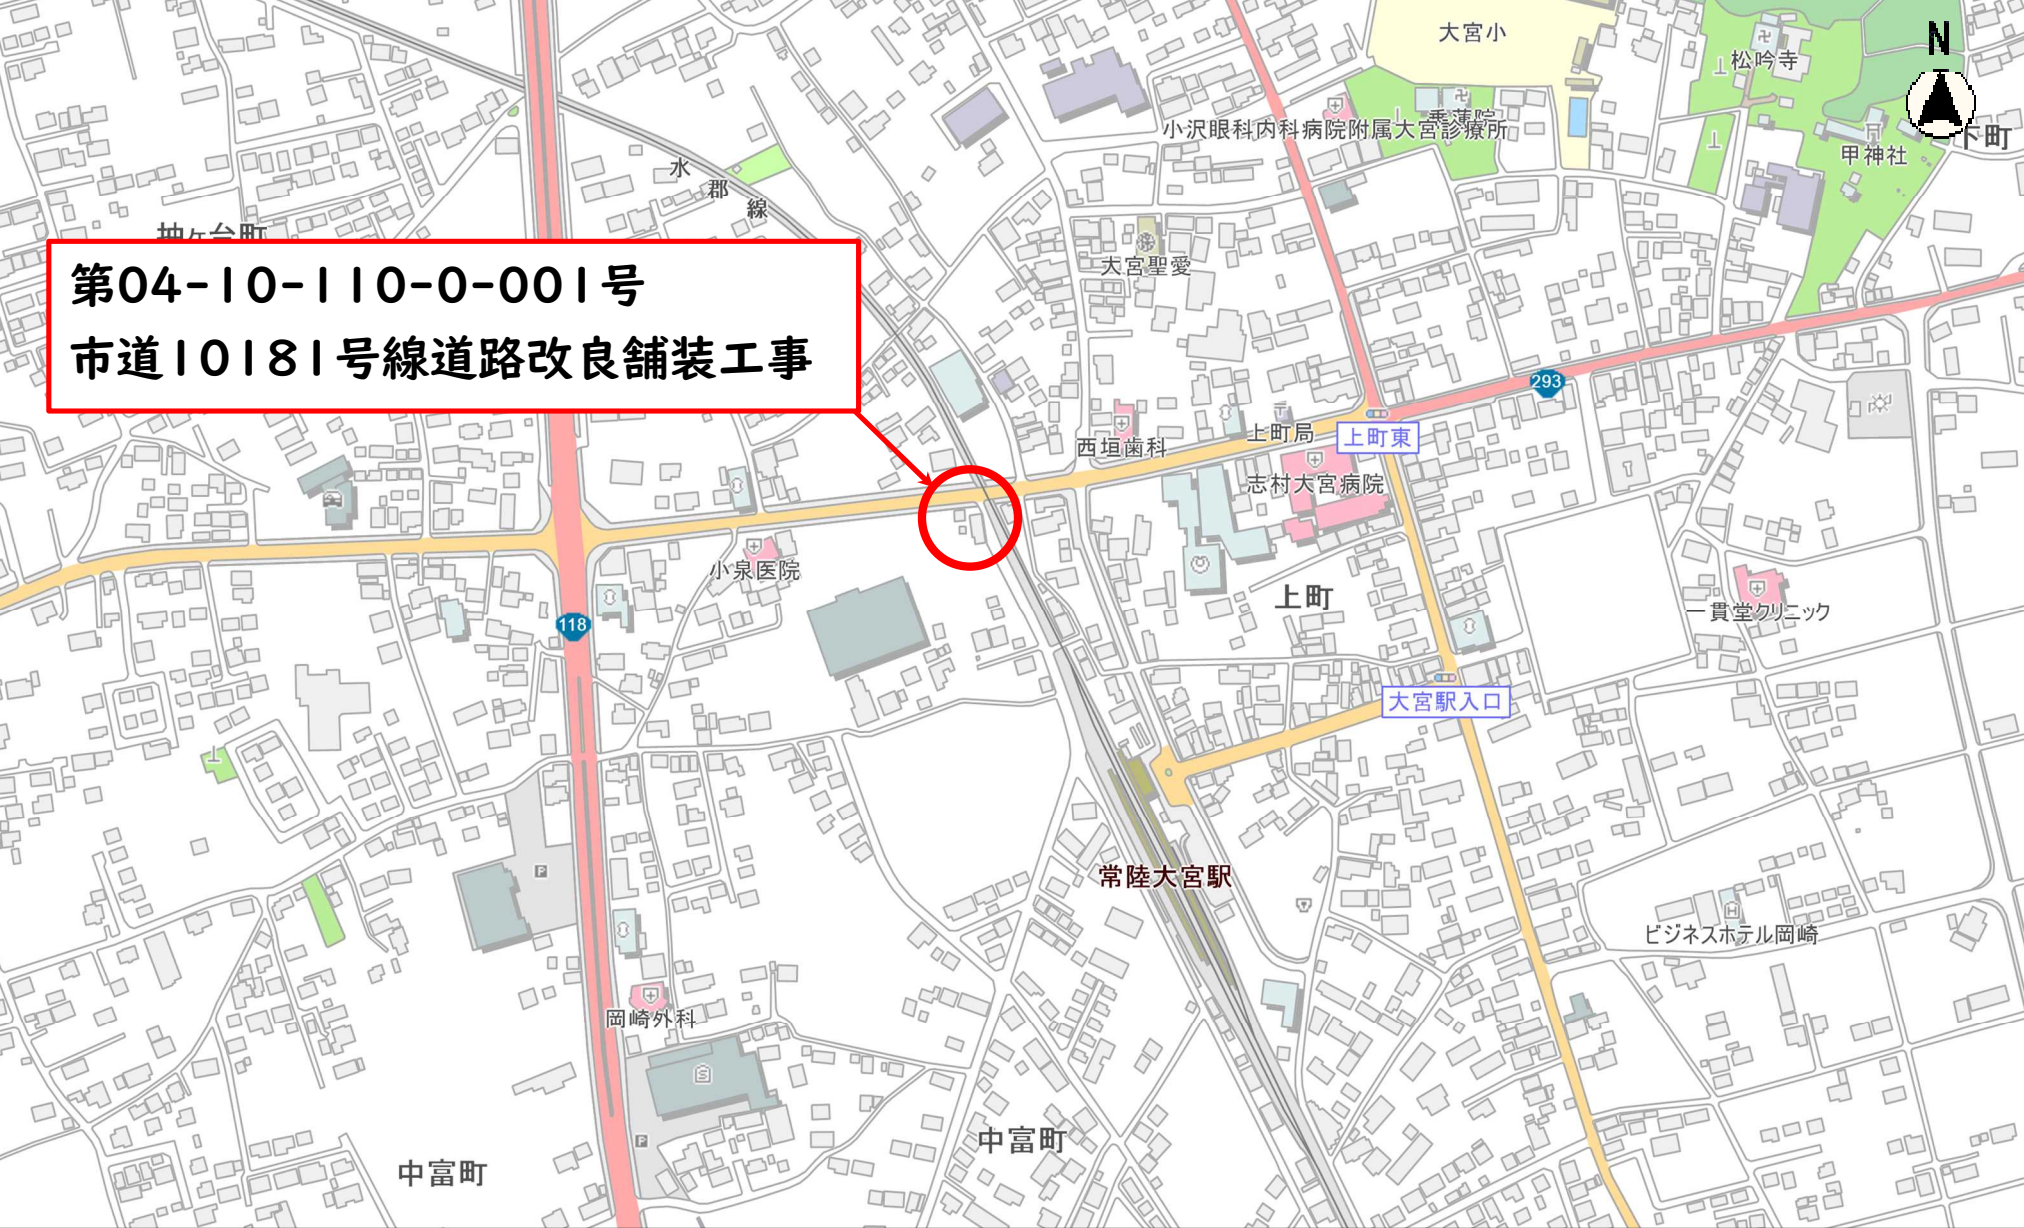 大宮小
N
松吟寺
小沢眼科内科病院附属大宮診療所
甲神社
下町
水郡線
大宮聖愛
第04-10-110-0-001号
市道10181号線道路改良舗装工事
293
上町局
上町東
西垣歯科
志村大宮病院
小泉医院
上町
一貫堂クリニック
118
大宮駅入口
常陸大宮駅
P
ビジネスホテル岡崎
岡崎外科
P
中富町
中富町